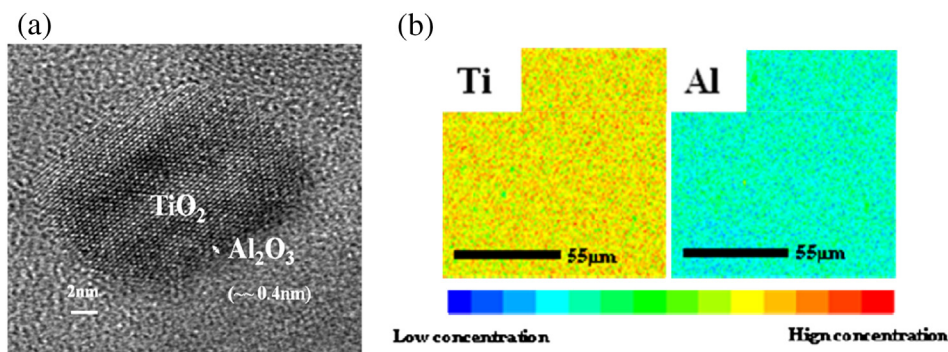 (a)
(b)
TiO₂
Al₂O₃
(~~ 0.4nm)
2nm
Ti
Al
55μm
55μm
Low concentration
Hign concentration